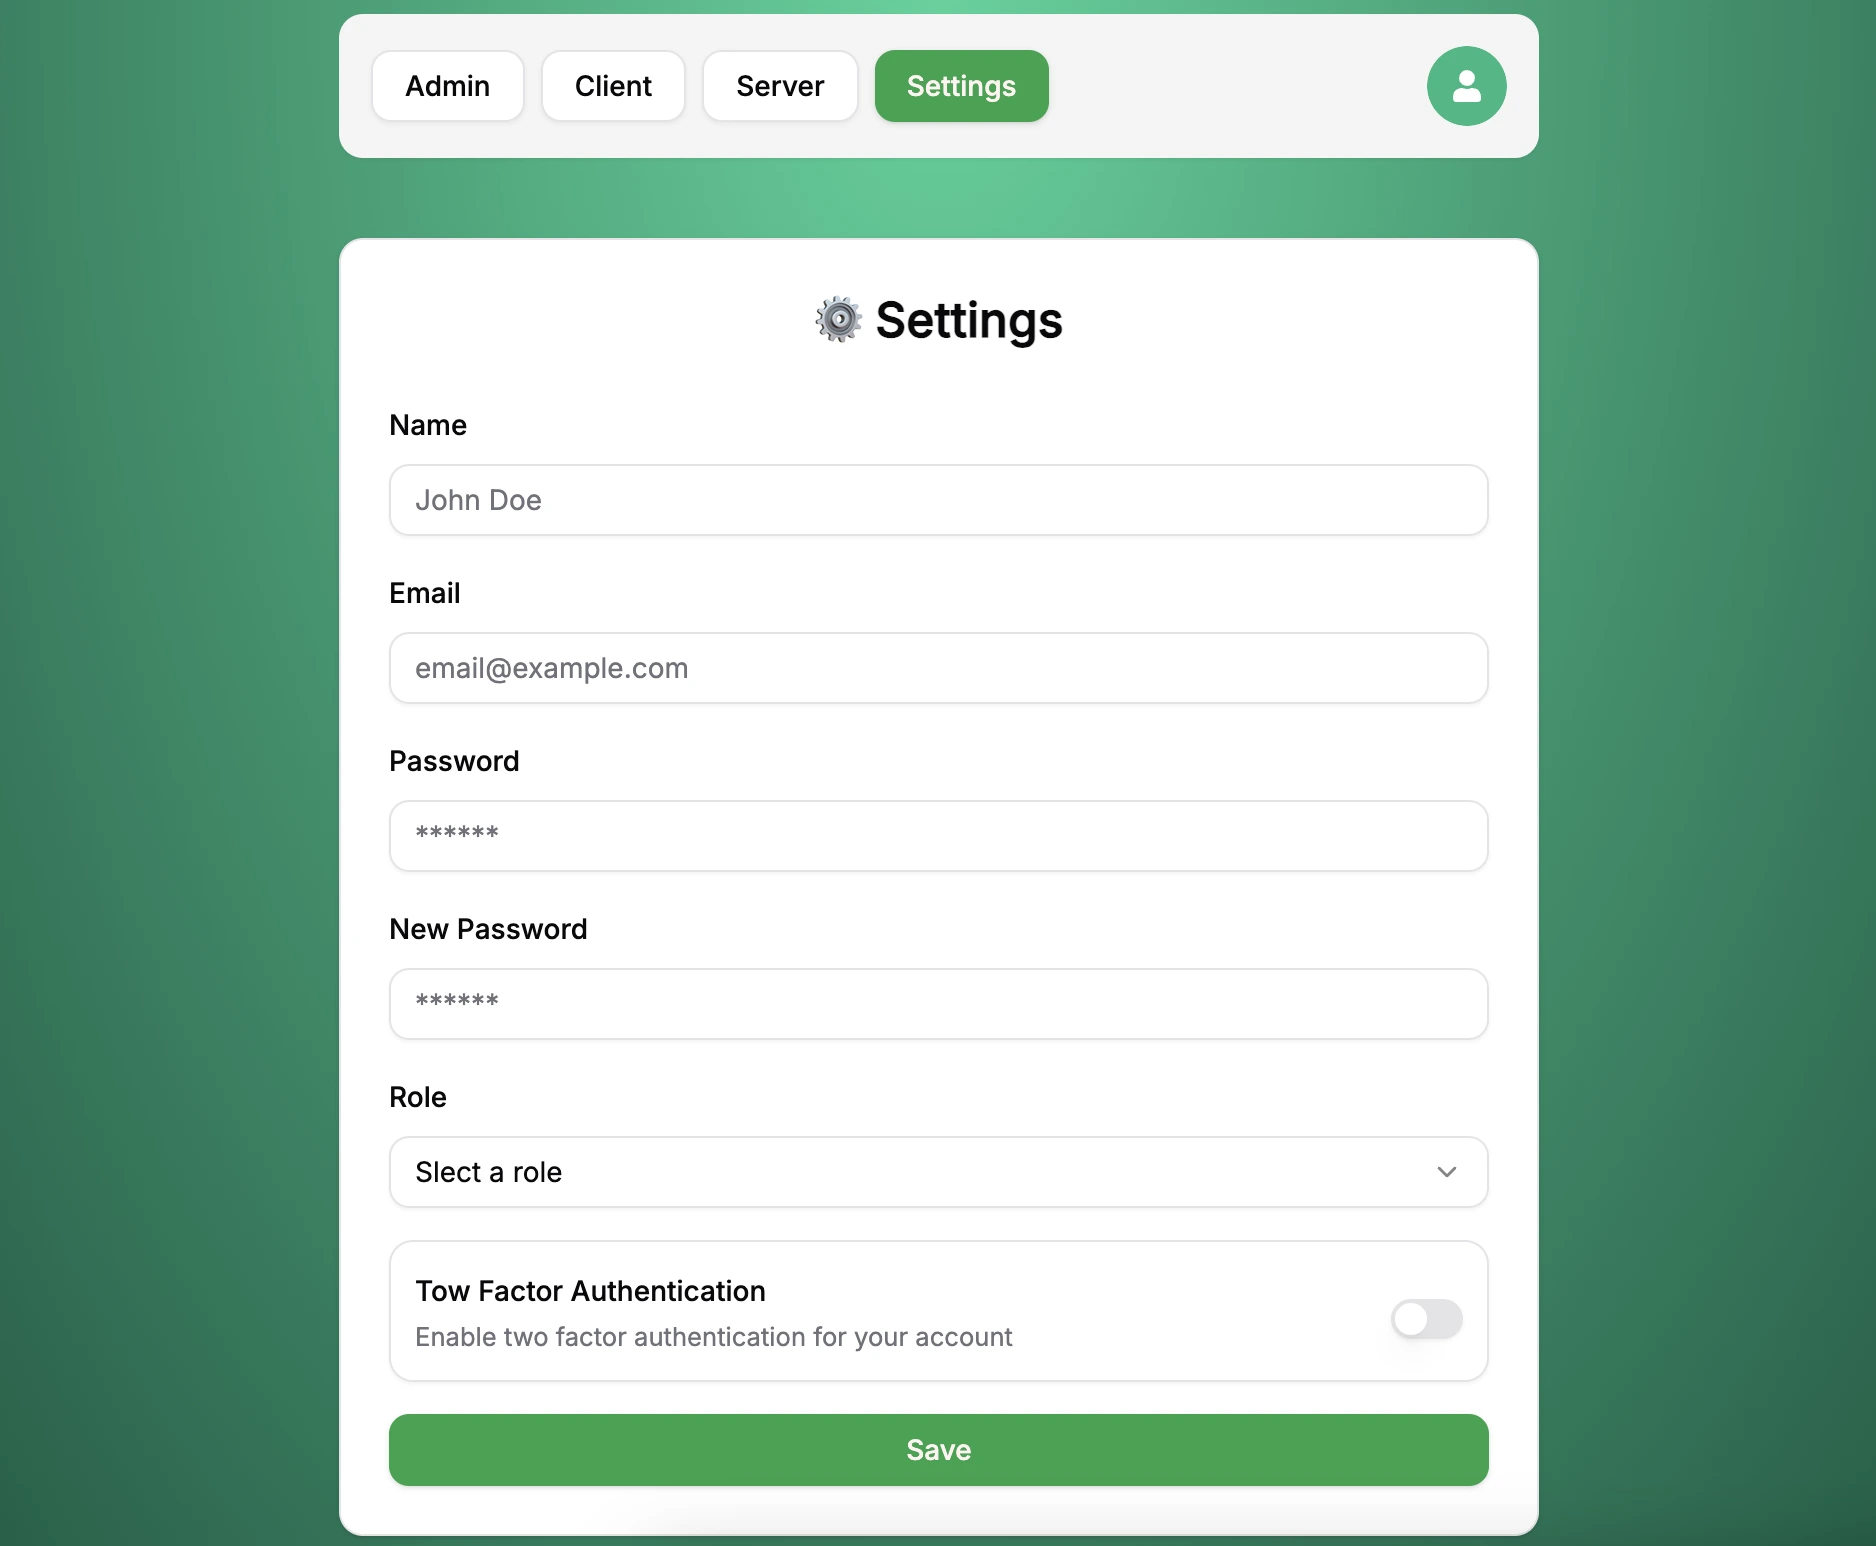 Admin Client Server Settings
Settings
Name
John Doe
Email
email@example.com
Password
******
New Password
******
Role
Slect a role
Tow Factor Authentication
Enable two factor authentication for your account
Save